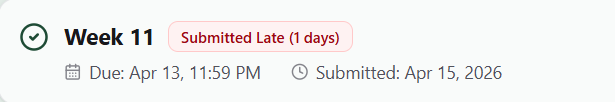 Week 11 Submitted Late (1 days)
Due: Apr 13, 11:59 PM Submitted: Apr 15, 2026